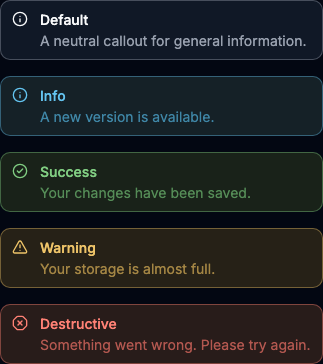 Default
A neutral callout for general information.
Info
A new version is available.
Success
Your changes have been saved.
Warning
Your storage is almost full.
Destructive
Something went wrong. Please try again.